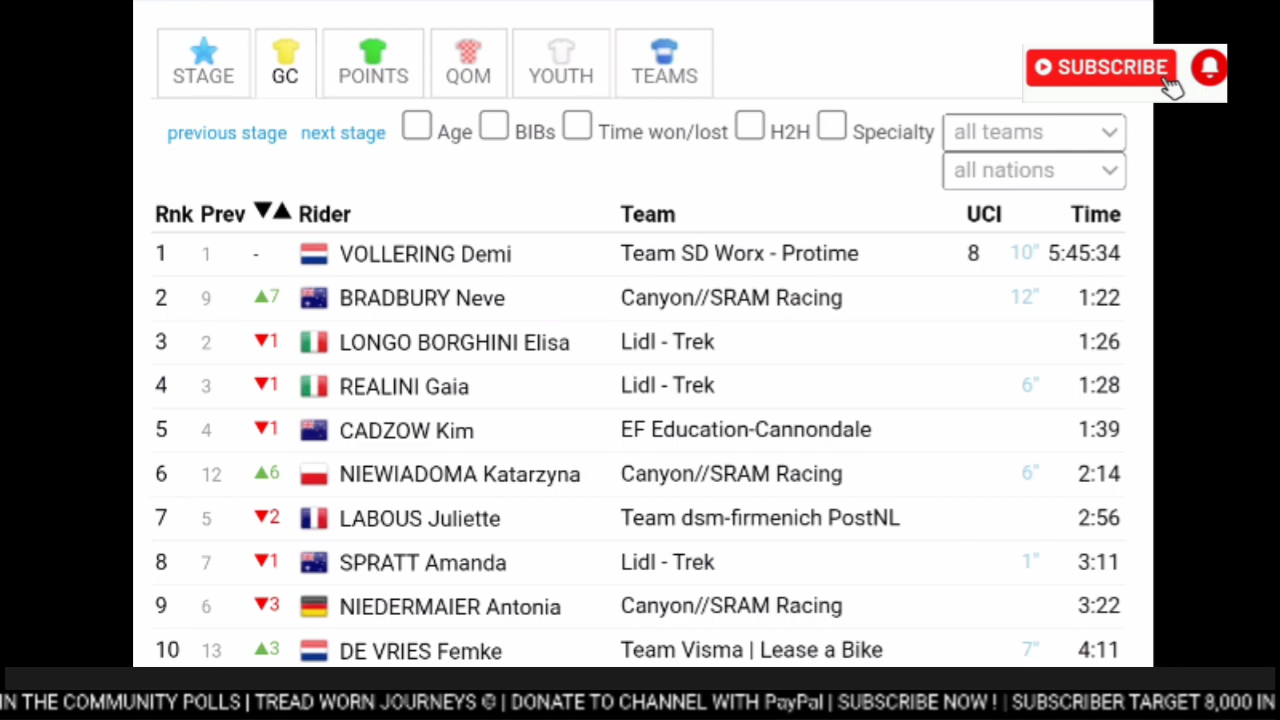 STAGE GC POINTS QOM YOUTH TEAMS
SUBSCRIBE
previous stage next stage Age BIBs Time won/lost H2H Specialty all teams
all nations
Rnk Prev ▼▲ Rider Team UCI Time
1 1 - VOLLERING Demi Team SD Worx - Protime 8 10" 5:45:34
2 9 ▲7 BRADBURY Neve Canyon//SRAM Racing 12" 1:22
3 2 ▼1 LONGO BORGHINI Elisa Lidl - Trek 1:26
4 3 ▼1 REALINI Gaia Lidl - Trek 6" 1:28
5 4 ▼1 CADZOW Kim EF Education-Cannondale 1:39
6 12 ▲6 NIEWIADOMA Katarzyna Canyon//SRAM Racing 6" 2:14
7 5 ▼2 LABOUS Juliette Team dsm-firmenich PostNL 2:56
8 7 ▼1 SPRATT Amanda Lidl - Trek 1" 3:11
9 6 ▼3 NIEDERMAIER Antonia Canyon//SRAM Racing 3:22
10 13 ▲3 DE VRIES Femke Team Visma | Lease a Bike 7" 4:11
IN THE COMMUNITY POLLS | TREAD WORN JOURNEYS © | DONATE TO CHANNEL WITH PayPal | SUBSCRIBE NOW ! | SUBSCRIBER TARGET 8,000 IN